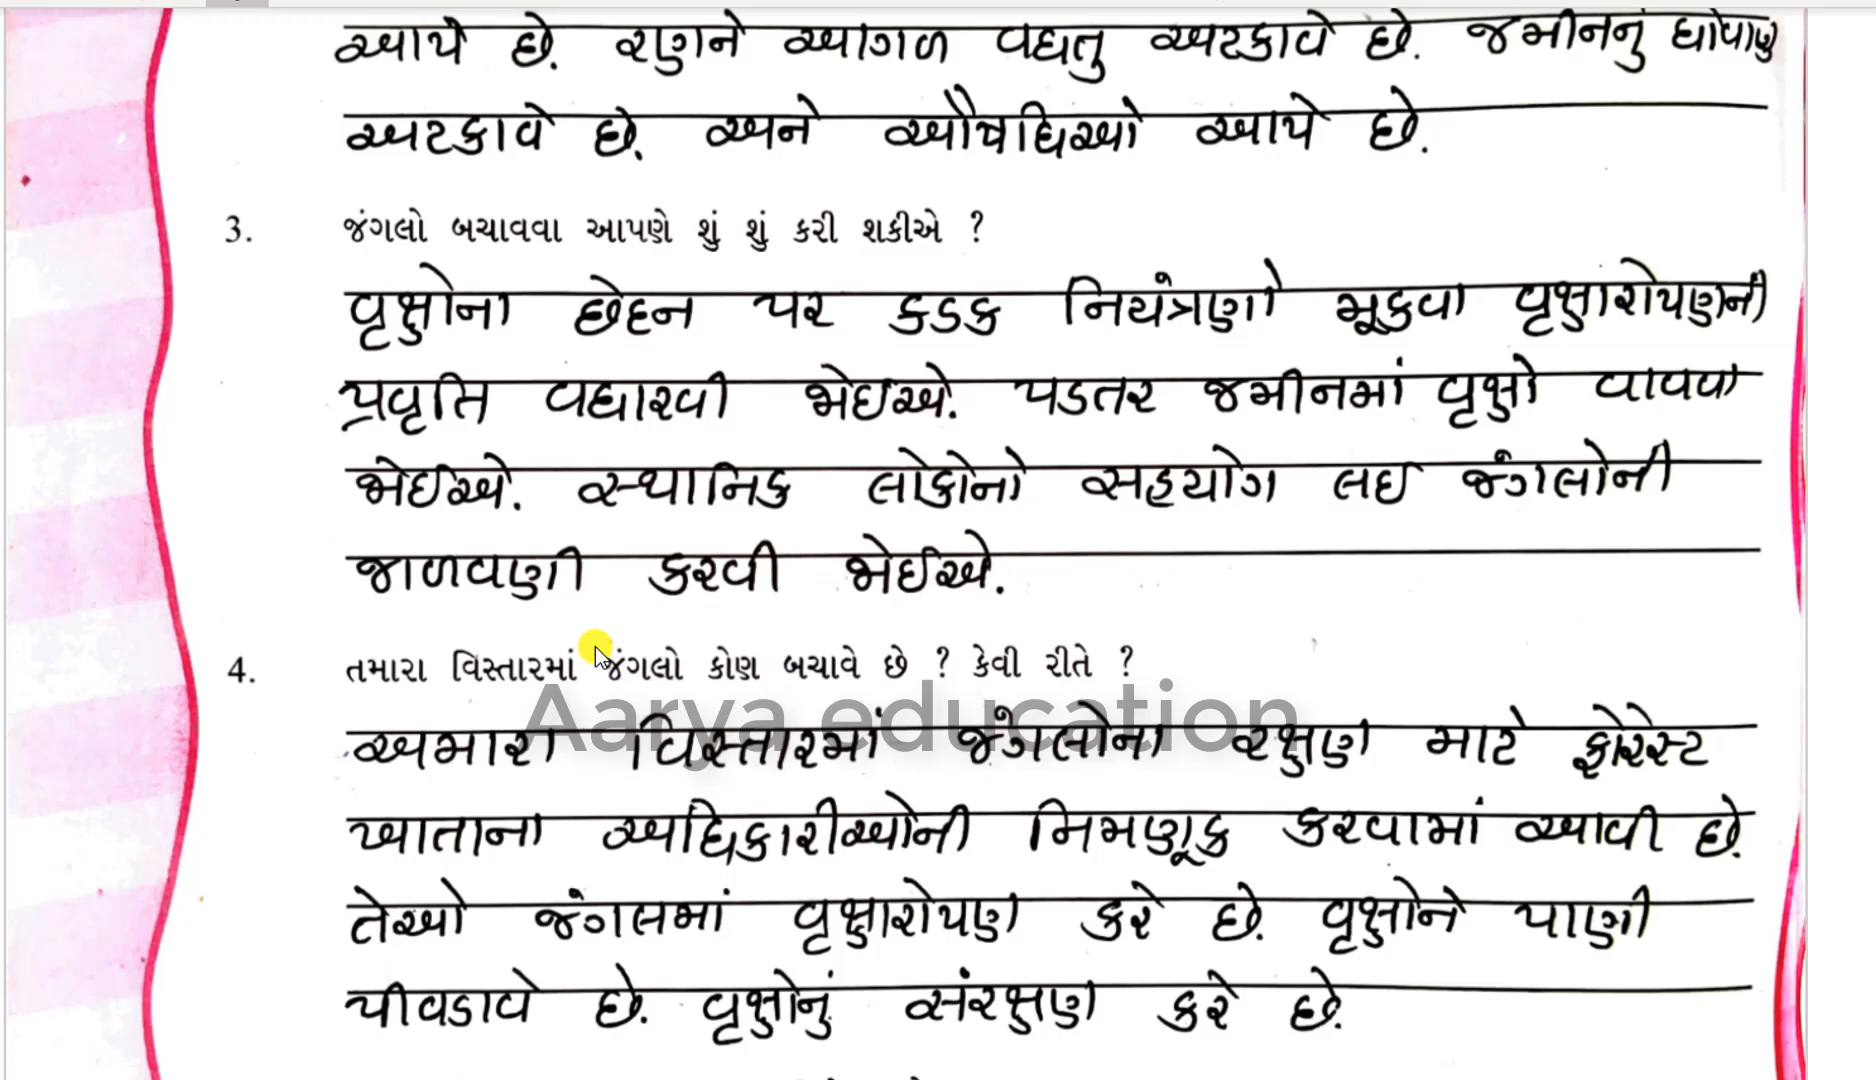 આપે છે. રણને આગળ વધતુ અટકાવે છે. જમીનનું ધોવાણ
અટકાવે છે. અને ઔષધિઓ આપે છે.
3. જંગલો બચાવવા આપણે શું શું કરી શકીએ ?
વૃક્ષોના છેદન પર કડક નિયંત્રણો મૂકવા વૃક્ષારોપણની
પ્રવૃતિ વધારવી જોઈએ. પડતર જમીનમાં વૃક્ષો વાવવા
જોઈએ. સ્થાનિક લોકોનો સહયોગ લઇ જંગલોની
જાળવણી કરવી જોઈએ.
4. તમારા વિસ્તારમાં જંગલો કોણ બચાવે છે ? કેવી રીતે ?
Aarya education
અમારા વિસ્તારમાં જંગલોના રક્ષણ માટે ફોરેસ્ટ
ખાતાના અધિકારીઓની નિમણૂક કરવામાં આવી છે.
તેઓ જંગલમાં વૃક્ષારોપણ કરે છે. વૃક્ષોને પાણી
પીવડાવે છે. વૃક્ષોનું સંરક્ષણ કરે છે.